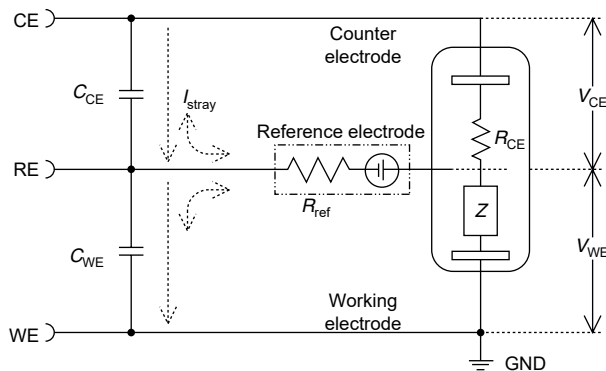 CE
Counter
electrode
C_CE
I_stray
V_CE
Reference electrode
R_CE
RE
R_ref
Z
C_WE
V_WE
Working
electrode
WE
GND